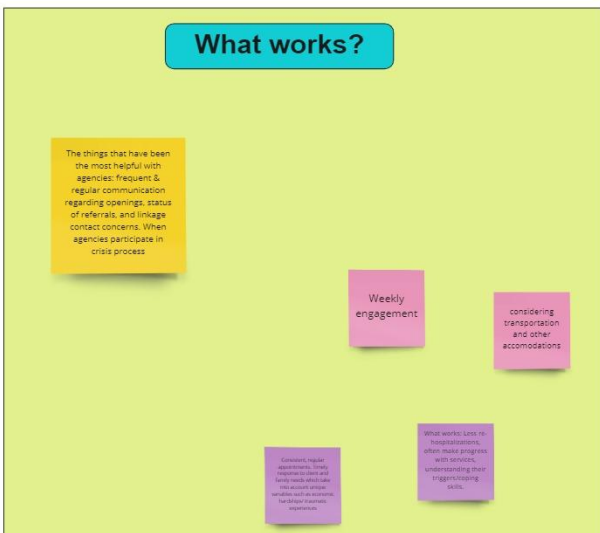 What works?
The things that have been
the most helpful with
agencies: frequent &
regular communication
regarding openings, status
of referrals, and linkage
contact concerns. When
agencies participate in
crisis process
Weekly
engagement
considering
transportation
and other
accomodations
What works: Less re-
hospitalizations,
often make progress
with services,
understanding their
triggers/coping
skills.
Consistent, regular
appointments. Timely
response to client and
family needs which take
into account unique
variables such as economic
hardships/ traumatic
experiences